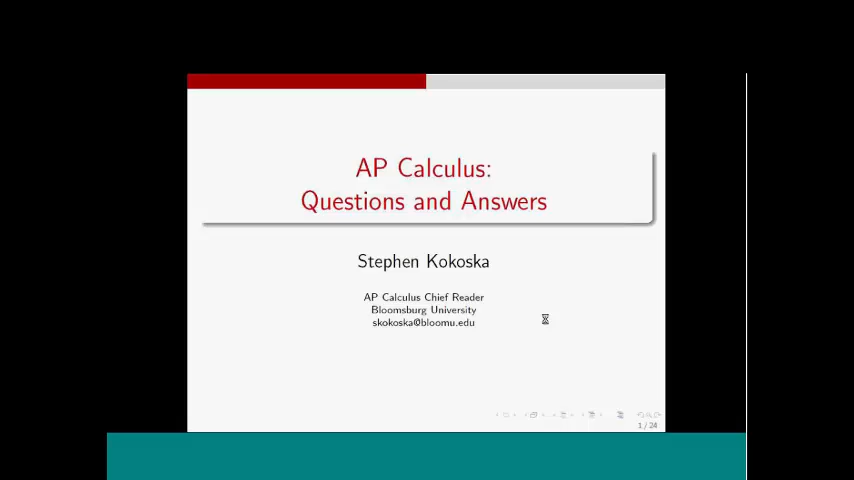 AP Calculus:
Questions and Answers
Stephen Kokoska
AP Calculus Chief Reader
Bloomsburg University
skokoska@bloomu.edu
1 / 24